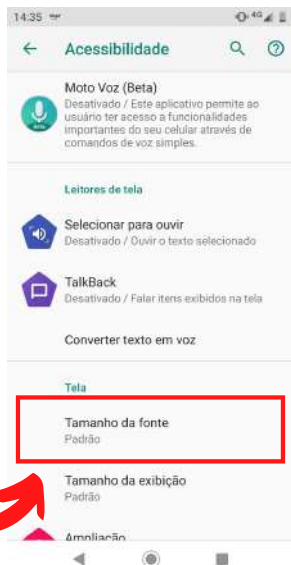 14:35
4G
Acessibilidade
Moto Voz (Beta)
Desativado / Este aplicativo permite ao
usuário ter acesso a funcionalidades
importantes do seu celular através de
comandos de voz simples.
Leitores de tela
Selecionar para ouvir
Desativado / Ouvir o texto selecionado
TalkBack
Desativado / Falar itens exibidos na tela
Converter texto em voz
Tela
Tamanho da fonte
Padrão
Tamanho da exibição
Padrão
Ampliação